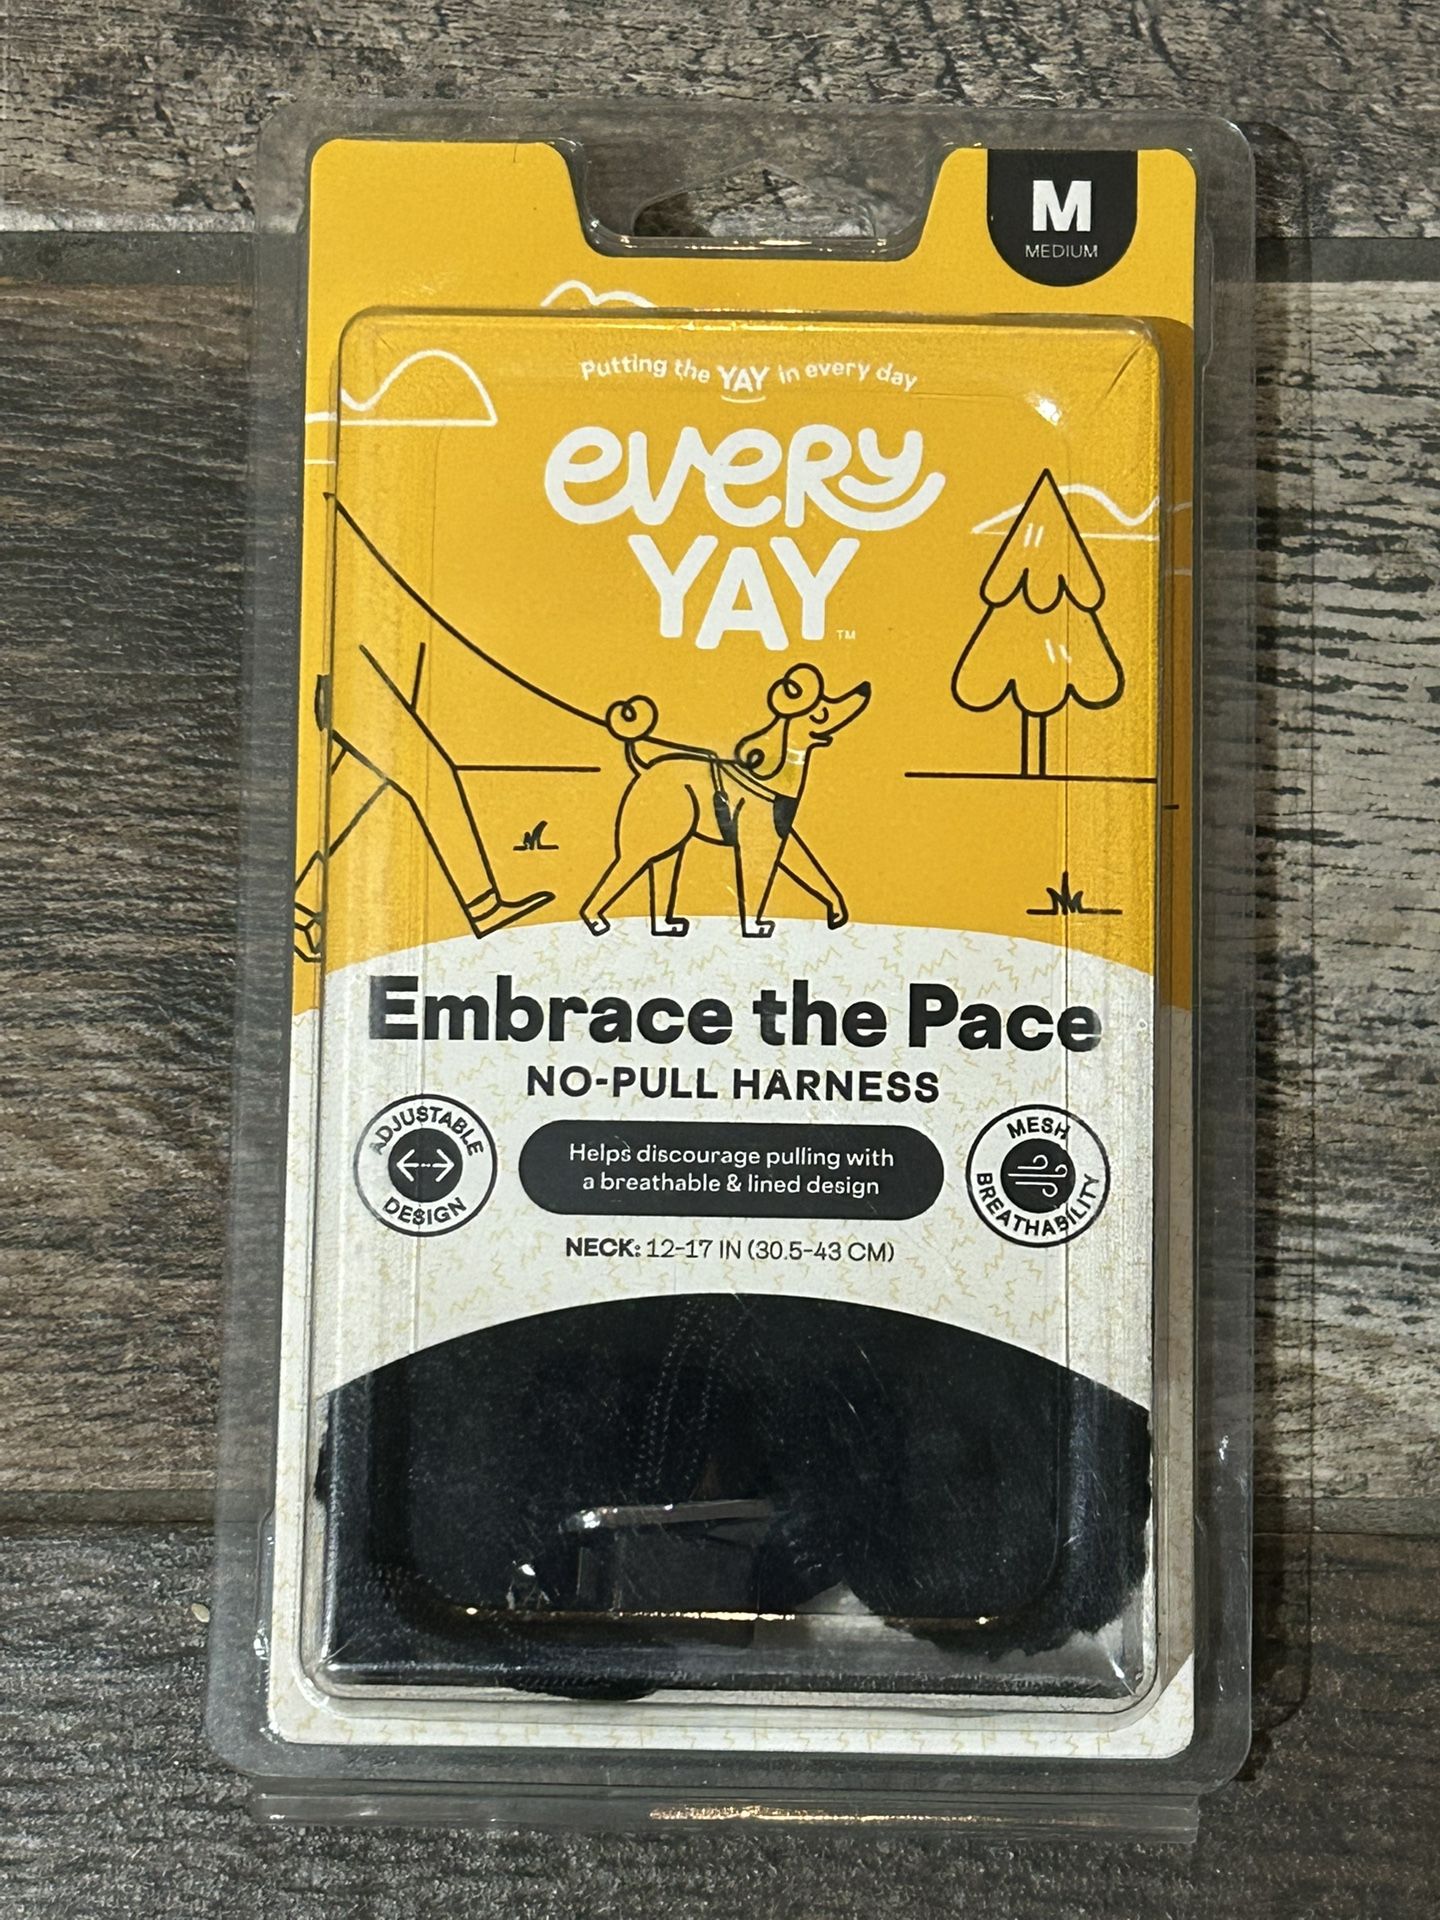 M
MEDIUM
Putting the YAY in every day
every
YAY™
Embrace the Pace
NO-PULL HARNESS
ADJUSTABLE
DESIGN
Helps discourage pulling with
a breathable & lined design
MESH
BREATHABILITY
NECK: 12-17 IN (30.5-43 CM)